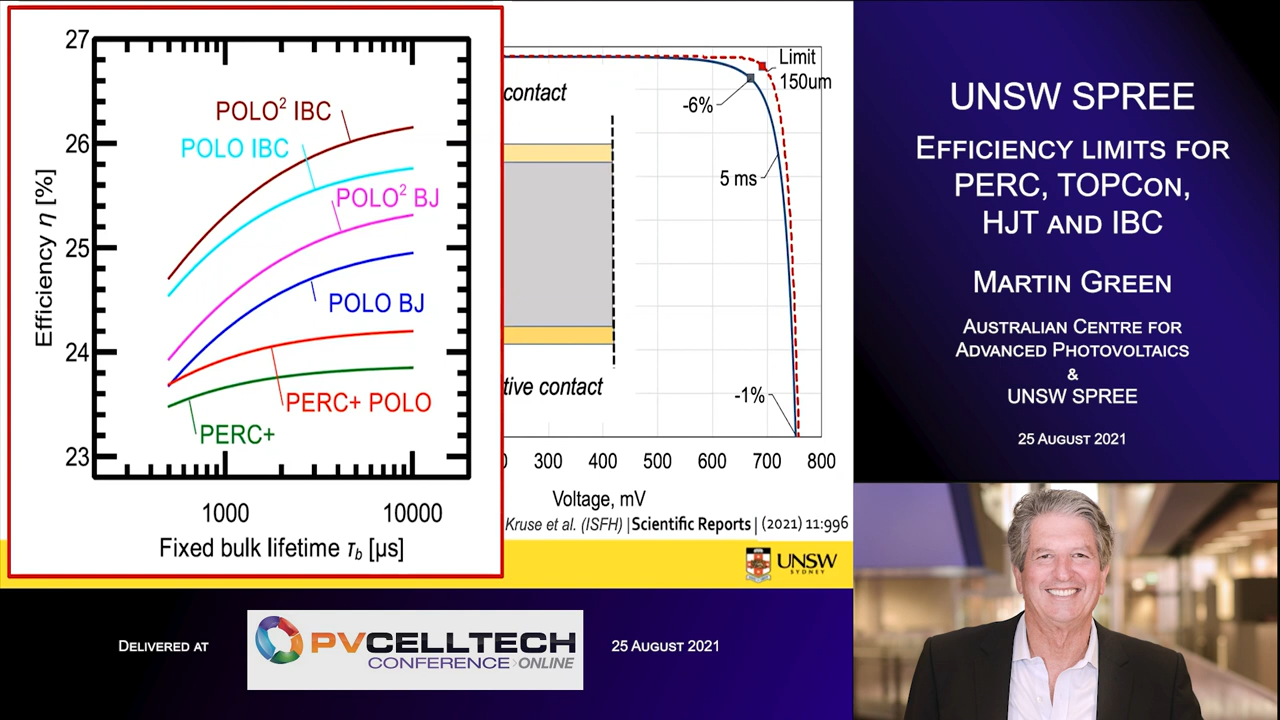 27
26
25
24
23
Efficiency η [%]
POLO² IBC
POLO IBC
POLO² BJ
POLO BJ
PERC+ POLO
PERC+
1000 10000
Fixed bulk lifetime τb [µs]
contact
tive contact
Limit
150um
-6%
5 ms
-1%
0 300 400 500 600 700 800
Voltage, mV
Kruse et al. (ISFH) | Scientific Reports | (2021) 11:996
UNSW
SYDNEY
UNSW SPREE
EFFICIENCY LIMITS FOR
PERC, TOPCON,
HJT AND IBC
MARTIN GREEN
AUSTRALIAN CENTRE FOR
ADVANCED PHOTOVOLTAICS
&
UNSW SPREE
25 AUGUST 2021
DELIVERED AT
PVCELLTECH
CONFERENCE>ONLINE
25 AUGUST 2021